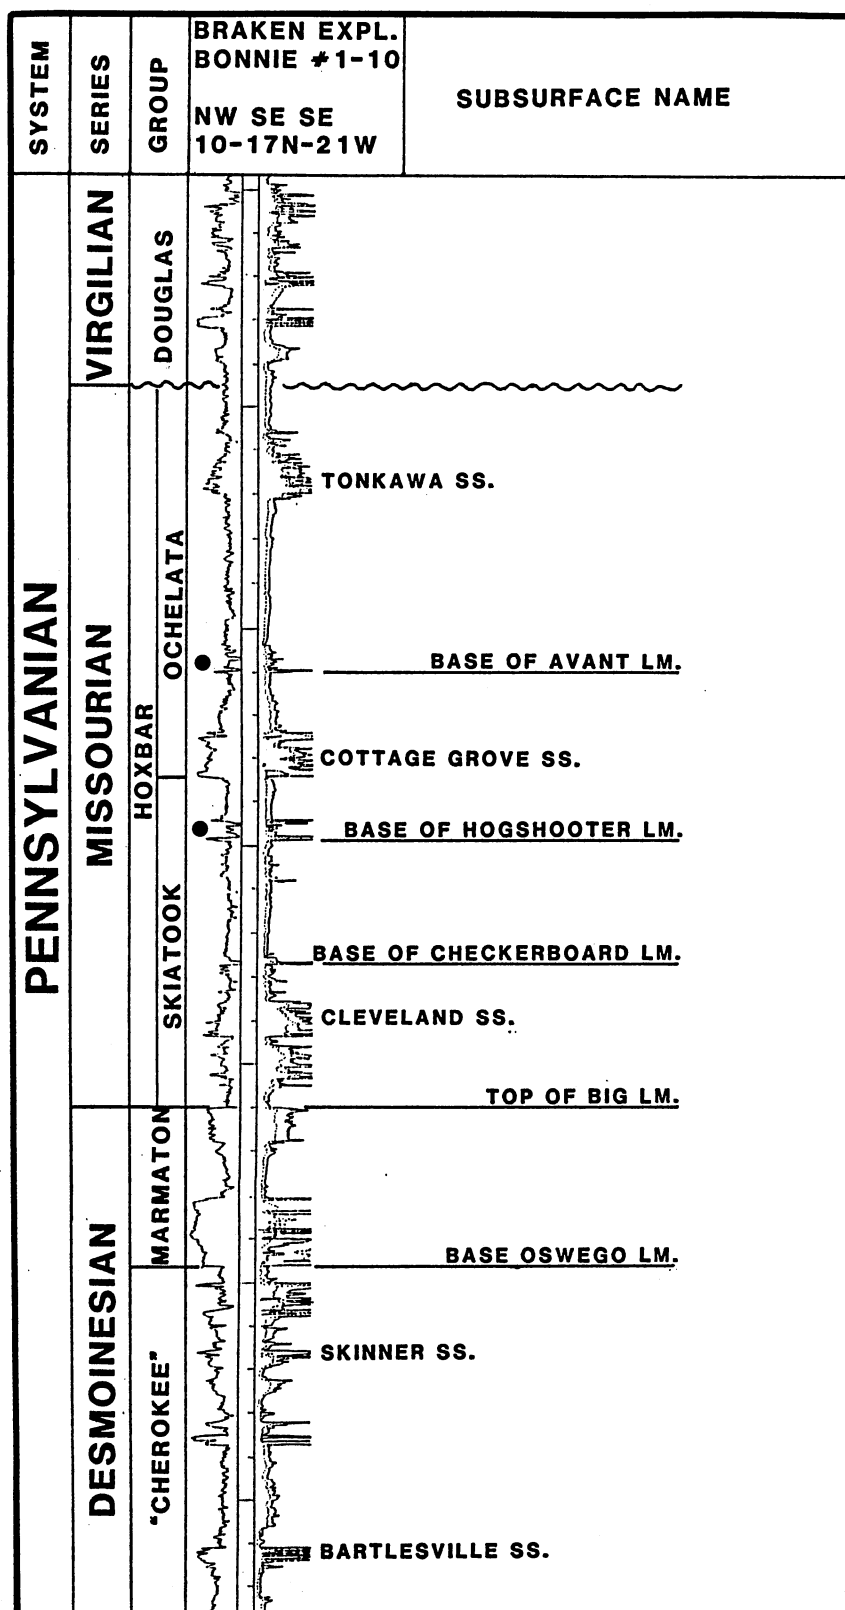 SYSTEM
SERIES
GROUP
BRAKEN EXPL.
BONNIE #1-10
NW SE SE
10-17N-21W
SUBSURFACE NAME
PENNSYLVANIAN
VIRGILIAN
DOUGLAS
MISSOURIAN
HOXBAR
OCHELATA
TONKAWA SS.
BASE OF AVANT LM.
COTTAGE GROVE SS.
SKIATOOK
BASE OF HOGSHOOTER LM.
BASE OF CHECKERBOARD LM.
CLEVELAND SS.
TOP OF BIG LM.
DESMOINESIAN
MARMATON
BASE OSWEGO LM.
"CHEROKEE"
SKINNER SS.
BARTLESVILLE SS.